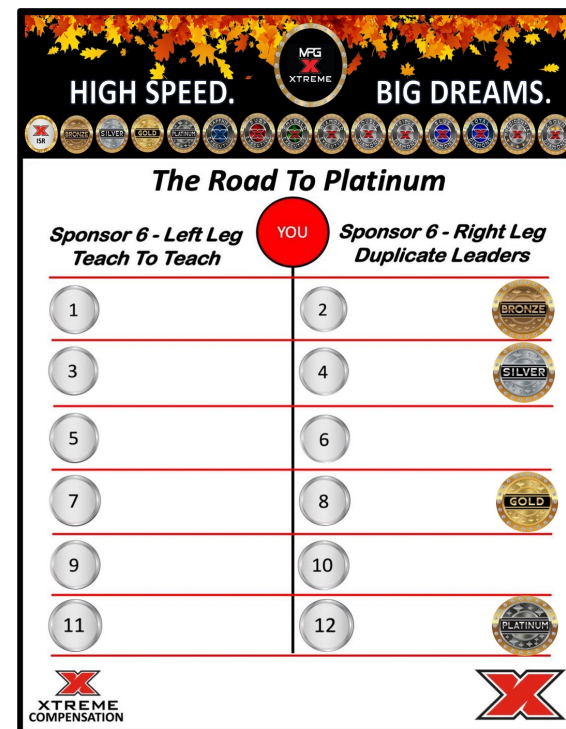 MPG
X
XTREME
HIGH SPEED. BIG DREAMS.
X ISR BRONZE SILVER GOLD PLATINUM
The Road To Platinum
YOU
Sponsor 6 - Left Leg
Teach To Teach
Sponsor 6 - Right Leg
Duplicate Leaders
1 2 BRONZE
3 4 SILVER
5 6
7 8 GOLD
9 10
11 12 PLATINUM
X
XTREME
COMPENSATION
X